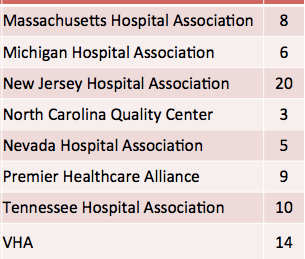 Massachusetts Hospital Association 8
Michigan Hospital Association 6
New Jersey Hospital Association 20
North Carolina Quality Center 3
Nevada Hospital Association 5
Premier Healthcare Alliance 9
Tennessee Hospital Association 10
VHA 14